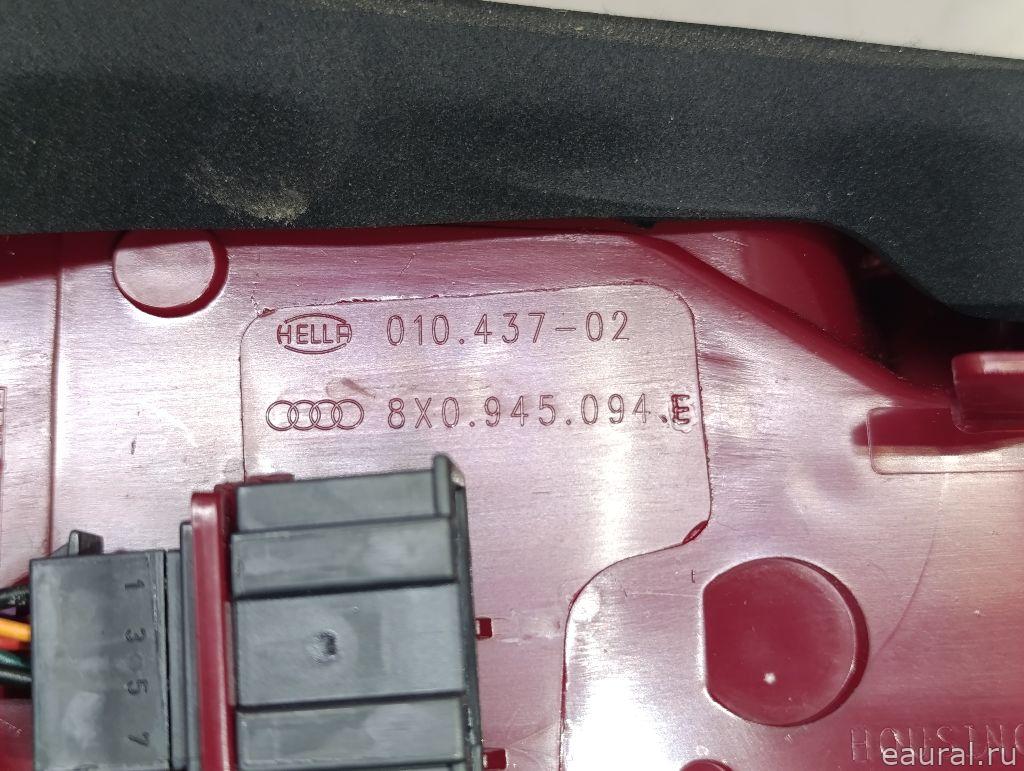 HELLA 010.437-02
8X0.945.094.E
1
3
5
7
HOUSING
eaural.ru